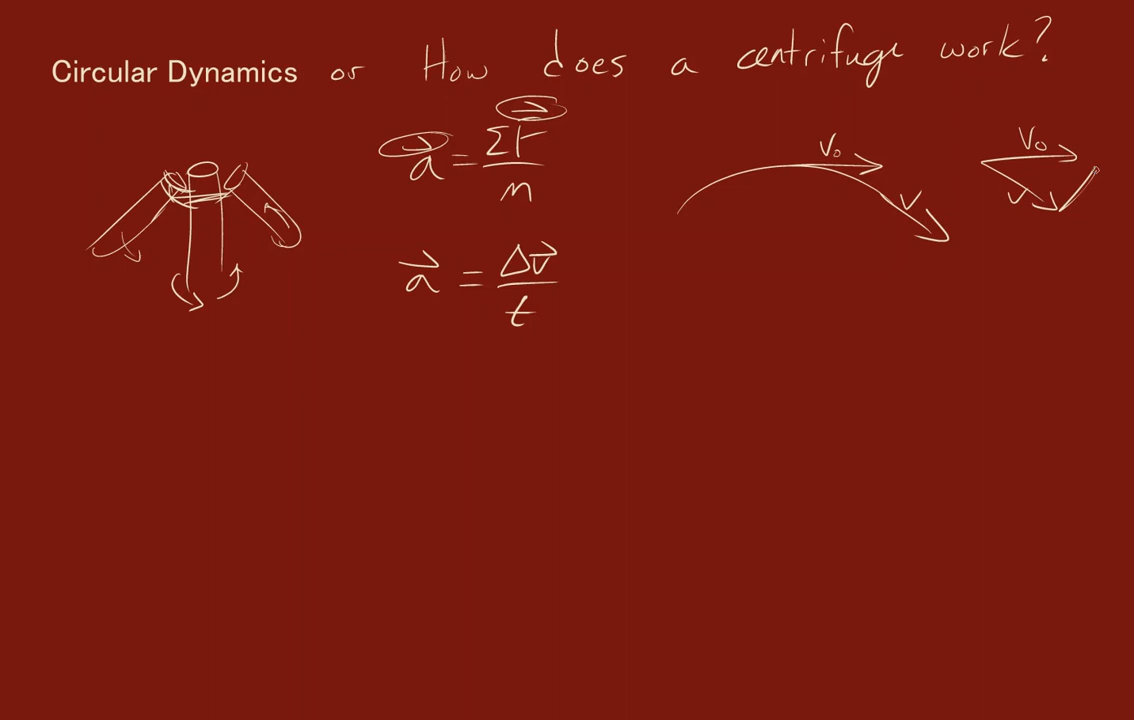 Circular Dynamics or How does a centrifuge work?
a⃗ = ΣF⃗ / m
a⃗ = Δv⃗ / t
V₀
V
V₀
V